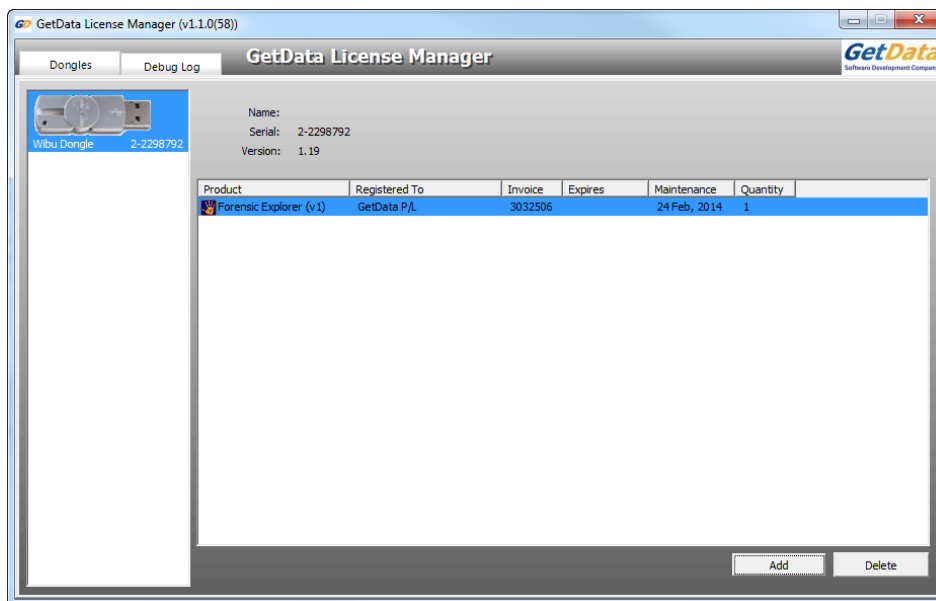 GD GetData License Manager (v1.1.0(58))
Dongles
Debug Log
GetData License Manager
GetData
Software Development Company
Wibu Dongle 2-2298792
Name:
Serial: 2-2298792
Version: 1.19
Product Registered To Invoice Expires Maintenance Quantity
Forensic Explorer (v1) GetData P/L 3032506 24 Feb, 2014 1
Add Delete